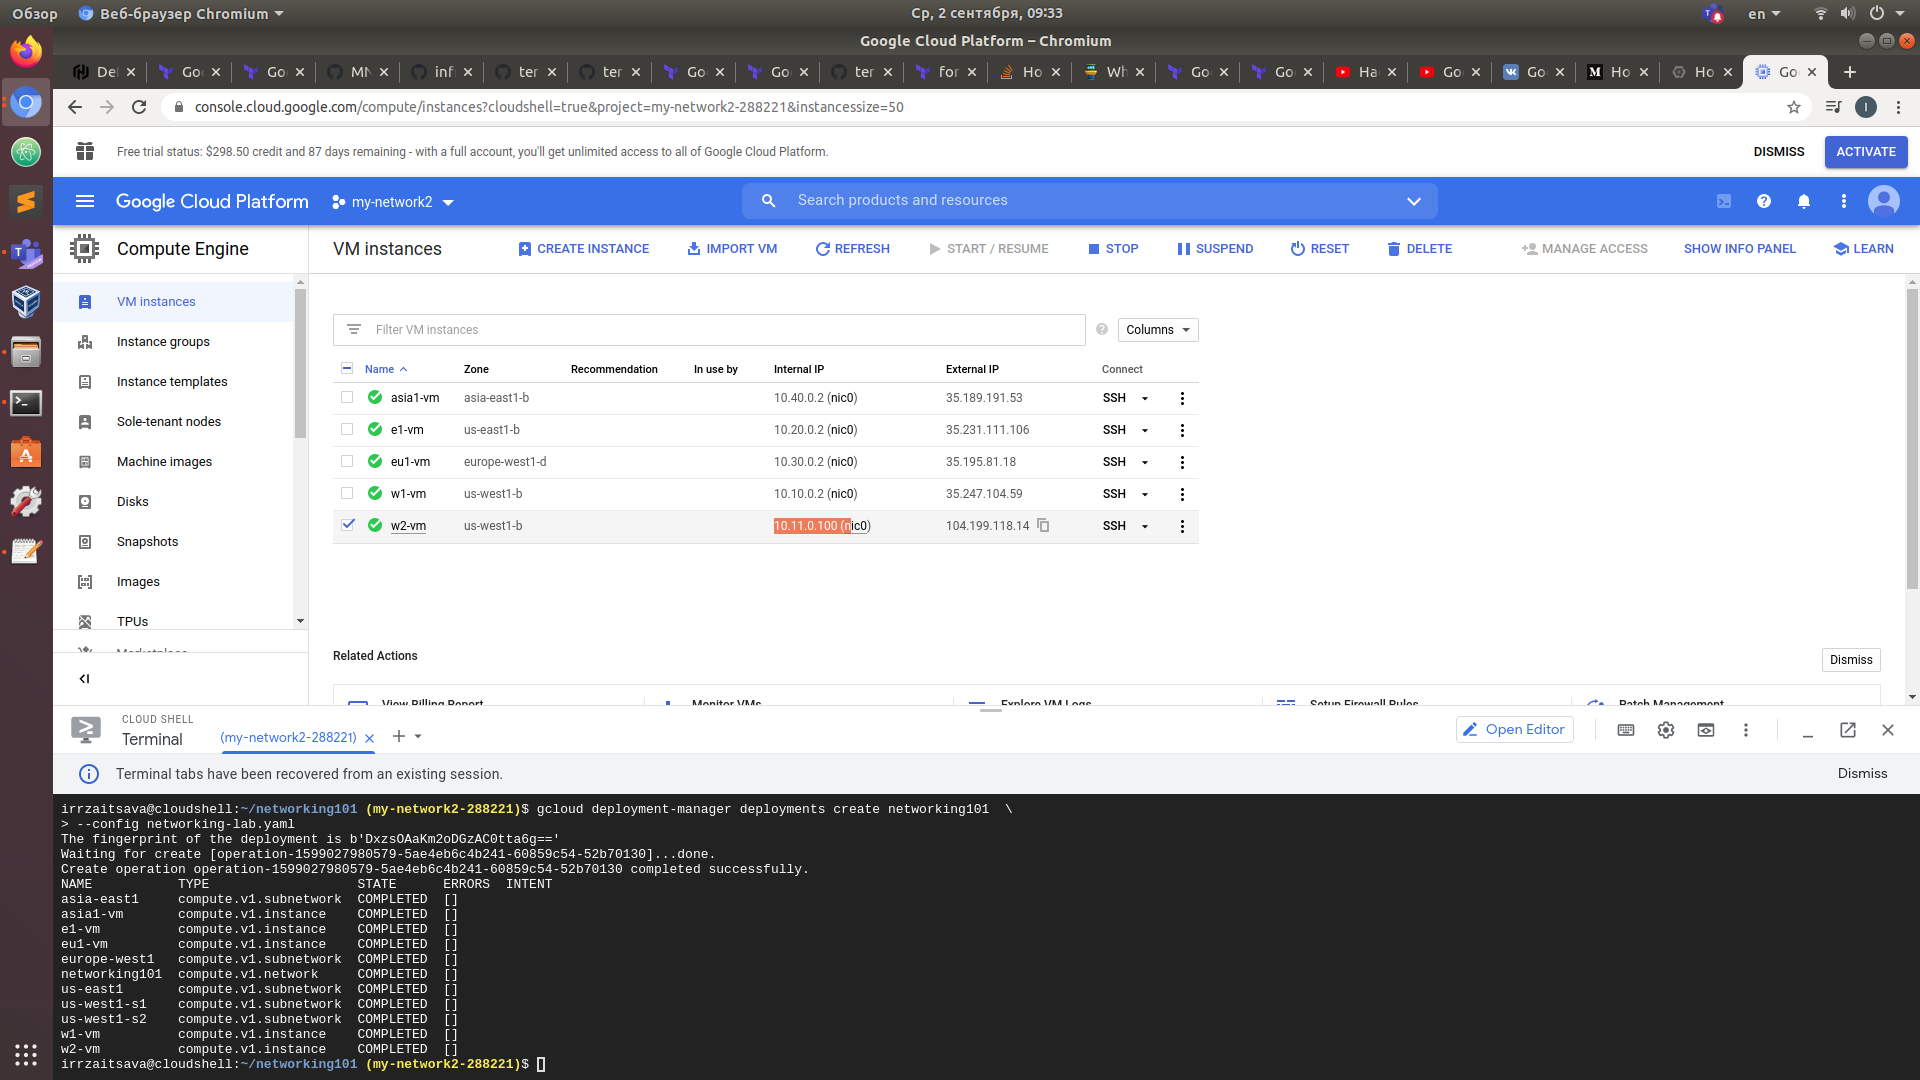 Обзор Веб-браузер Chromium Ср, 2 сентября, 09:33 en
Google Cloud Platform – Chromium
De Go Go MN inf ter ter Go Go ter for Ho Wh Go Go Ha Go Go Ho Ho Go
console.cloud.google.com/compute/instances?cloudshell=true&project=my-network2-288221&instancessize=50 I
Free trial status: $298.50 credit and 87 days remaining - with a full account, you'll get unlimited access to all of Google Cloud Platform. DISMISS ACTIVATE
Google Cloud Platform my-network2 Search products and resources
Compute Engine VM instances CREATE INSTANCE IMPORT VM REFRESH START / RESUME STOP SUSPEND RESET DELETE MANAGE ACCESS SHOW INFO PANEL LEARN
VM instances
Instance groups
Instance templates
Sole-tenant nodes
Machine images
Disks
Snapshots
Images
TPUs
Marketplace
Filter VM instances Columns
Name Zone Recommendation In use by Internal IP External IP Connect
asia1-vm asia-east1-b 10.40.0.2 (nic0) 35.189.191.53 SSH
e1-vm us-east1-b 10.20.0.2 (nic0) 35.231.111.106 SSH
eu1-vm europe-west1-d 10.30.0.2 (nic0) 35.195.81.18 SSH
w1-vm us-west1-b 10.10.0.2 (nic0) 35.247.104.59 SSH
w2-vm us-west1-b 10.11.0.100 (nic0) 104.199.118.14 SSH
Related Actions Dismiss
View Billing Report Monitor VMs Explore VM Logs Setup Firewall Rules Patch Management
CLOUD SHELL
Terminal (my-network2-288221) Open Editor
Terminal tabs have been recovered from an existing session. Dismiss
irrzaitsava@cloudshell:~/networking101 (my-network2-288221)$ gcloud deployment-manager deployments create networking101 \
> --config networking-lab.yaml
The fingerprint of the deployment is b'DxzsOAaKm2oDGzAC0tta6g=='
Waiting for create [operation-1599027980579-5ae4eb6c4b241-60859c54-52b70130]...done.
Create operation operation-1599027980579-5ae4eb6c4b241-60859c54-52b70130 completed successfully.
NAME TYPE STATE ERRORS INTENT
asia-east1 compute.v1.subnetwork COMPLETED []
asia1-vm compute.v1.instance COMPLETED []
e1-vm compute.v1.instance COMPLETED []
eu1-vm compute.v1.instance COMPLETED []
europe-west1 compute.v1.subnetwork COMPLETED []
networking101 compute.v1.network COMPLETED []
us-east1 compute.v1.subnetwork COMPLETED []
us-west1-s1 compute.v1.subnetwork COMPLETED []
us-west1-s2 compute.v1.subnetwork COMPLETED []
w1-vm compute.v1.instance COMPLETED []
w2-vm compute.v1.instance COMPLETED []
irrzaitsava@cloudshell:~/networking101 (my-network2-288221)$